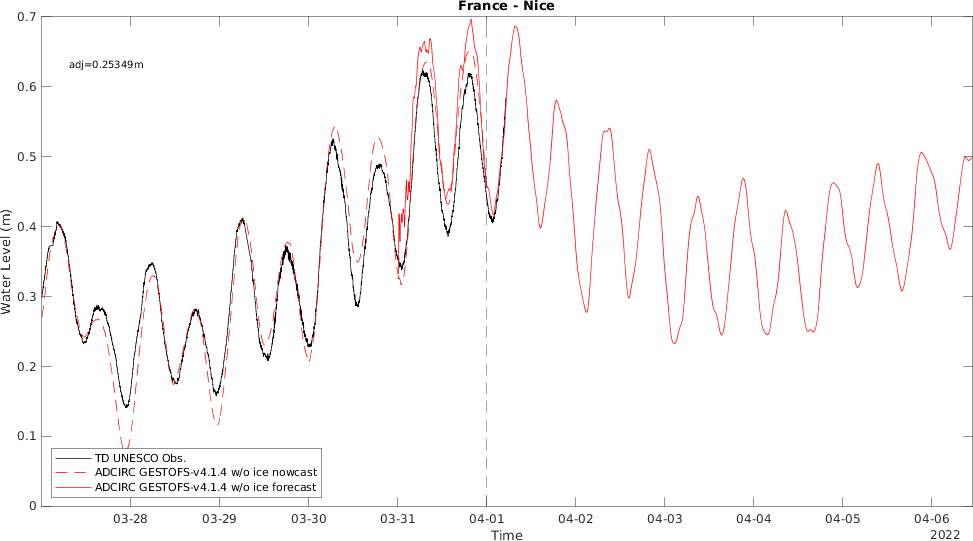 France - Nice
adj=0.25349m
Water Level (m)
0.7
0.6
0.5
0.4
0.3
0.2
0.1
0
TD UNESCO Obs.
ADCIRC GESTOFS-v4.1.4 w/o ice nowcast
ADCIRC GESTOFS-v4.1.4 w/o ice forecast
03-28 03-29 03-30 03-31 04-01 04-02 04-03 04-04 04-05 04-06
2022
Time